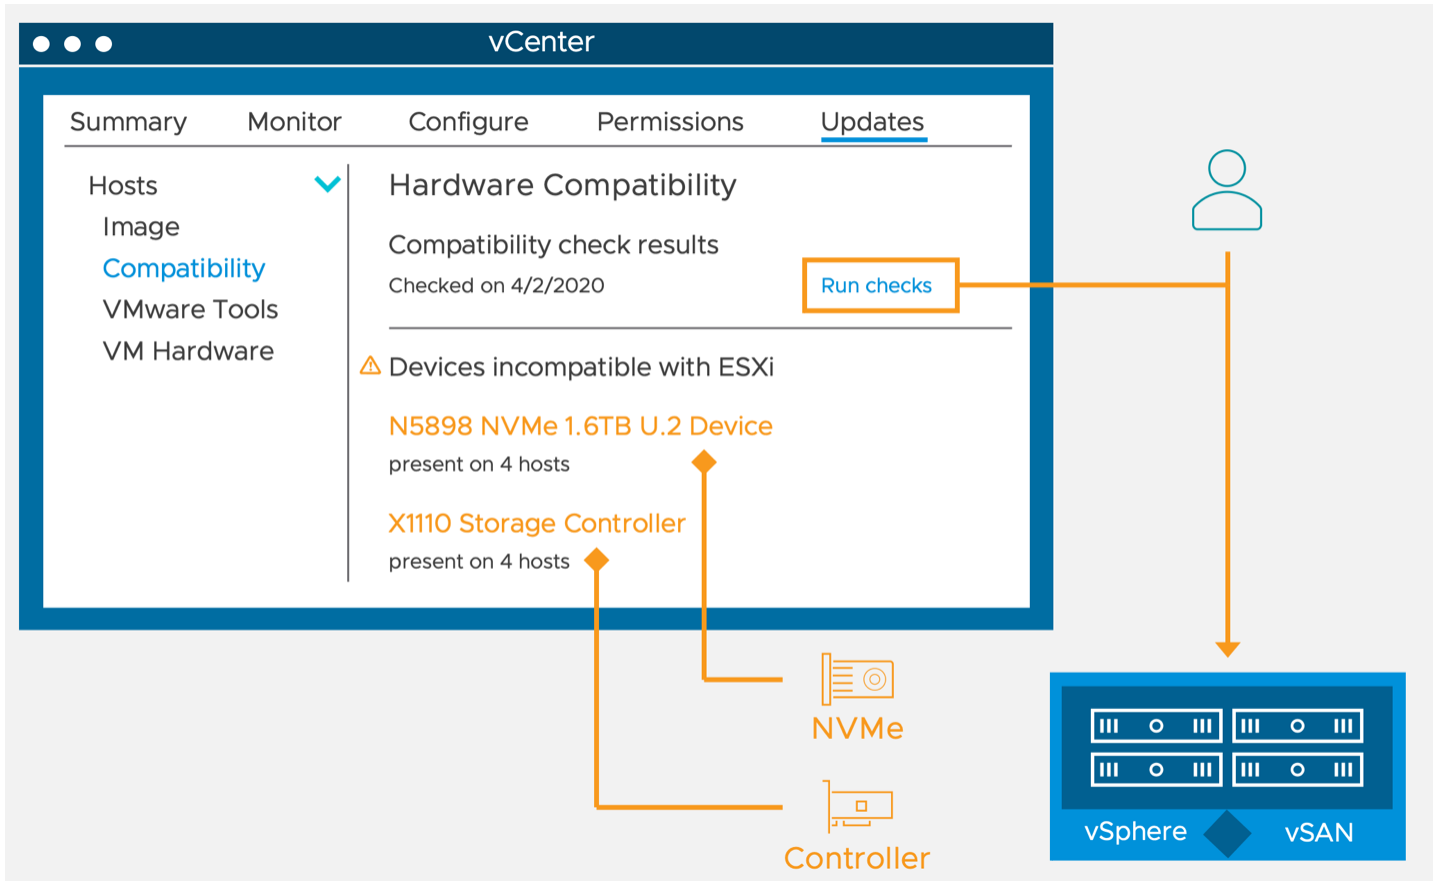 vCenter
Summary Monitor Configure Permissions Updates
Hosts
Image
Compatibility
VMware Tools
VM Hardware
Hardware Compatibility
Compatibility check results
Checked on 4/2/2020
Run checks
Devices incompatible with ESXi
N5898 NVMe 1.6TB U.2 Device
present on 4 hosts
X1110 Storage Controller
present on 4 hosts
NVMe
Controller
vSphere vSAN